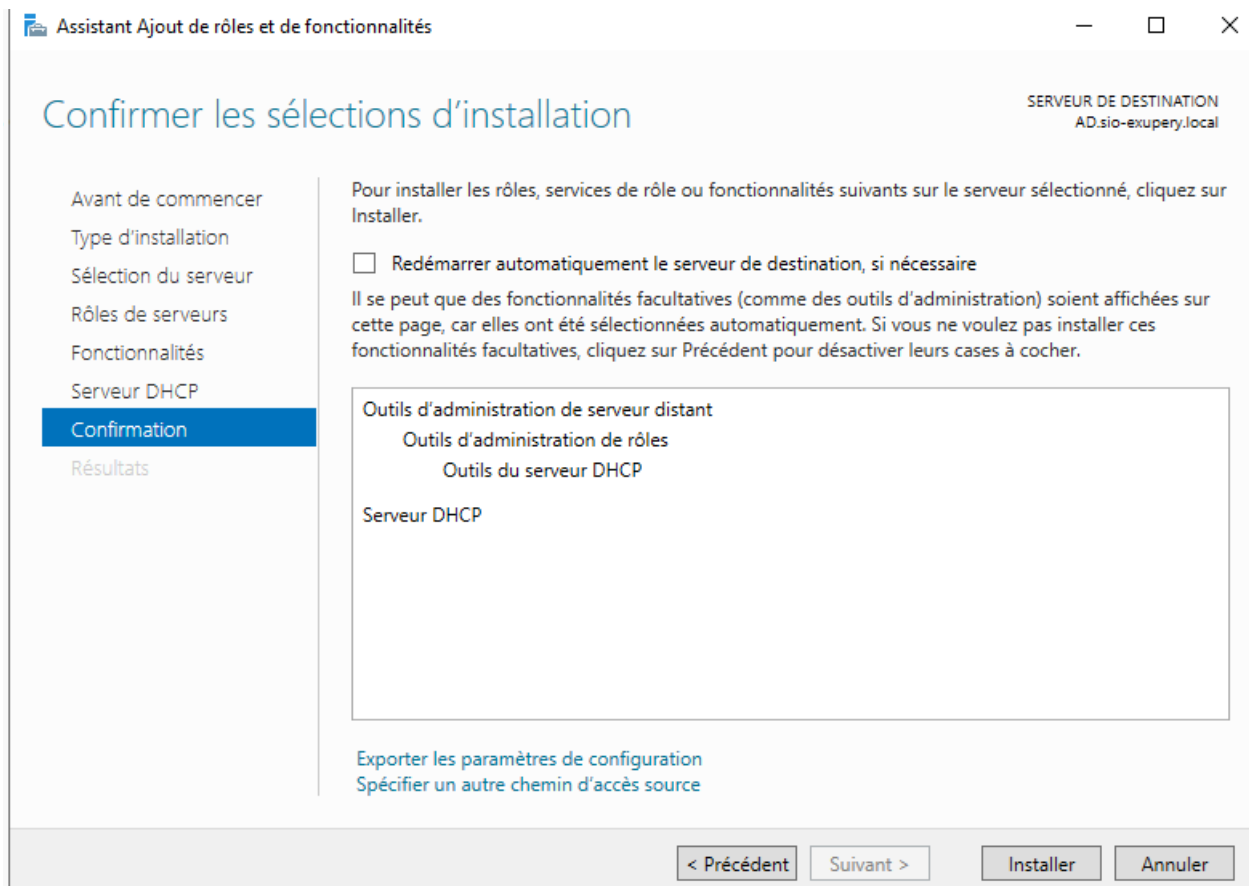 Assistant Ajout de rôles et de fonctionnalités
Confirmer les sélections d'installation
SERVEUR DE DESTINATION
AD.sio-exupery.local
Avant de commencer
Type d'installation
Sélection du serveur
Rôles de serveurs
Fonctionnalités
Serveur DHCP
Confirmation
Résultats
Pour installer les rôles, services de rôle ou fonctionnalités suivants sur le serveur sélectionné, cliquez sur
Installer.
Redémarrer automatiquement le serveur de destination, si nécessaire
Il se peut que des fonctionnalités facultatives (comme des outils d'administration) soient affichées sur
cette page, car elles ont été sélectionnées automatiquement. Si vous ne voulez pas installer ces
fonctionnalités facultatives, cliquez sur Précédent pour désactiver leurs cases à cocher.
Outils d'administration de serveur distant
Outils d'administration de rôles
Outils du serveur DHCP
Serveur DHCP
Exporter les paramètres de configuration
Spécifier un autre chemin d'accès source
< Précédent
Suivant >
Installer
Annuler